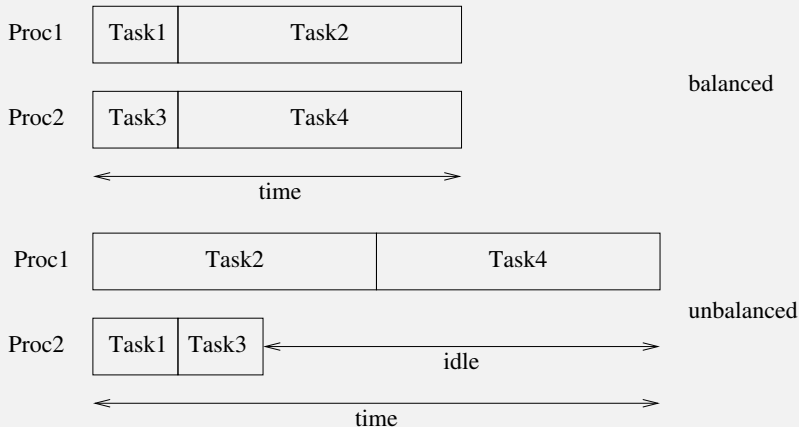 Proc1 Task1 Task2
balanced
Proc2 Task3 Task4
time
Proc1 Task2 Task4
unbalanced
Proc2 Task1 Task3
idle
time